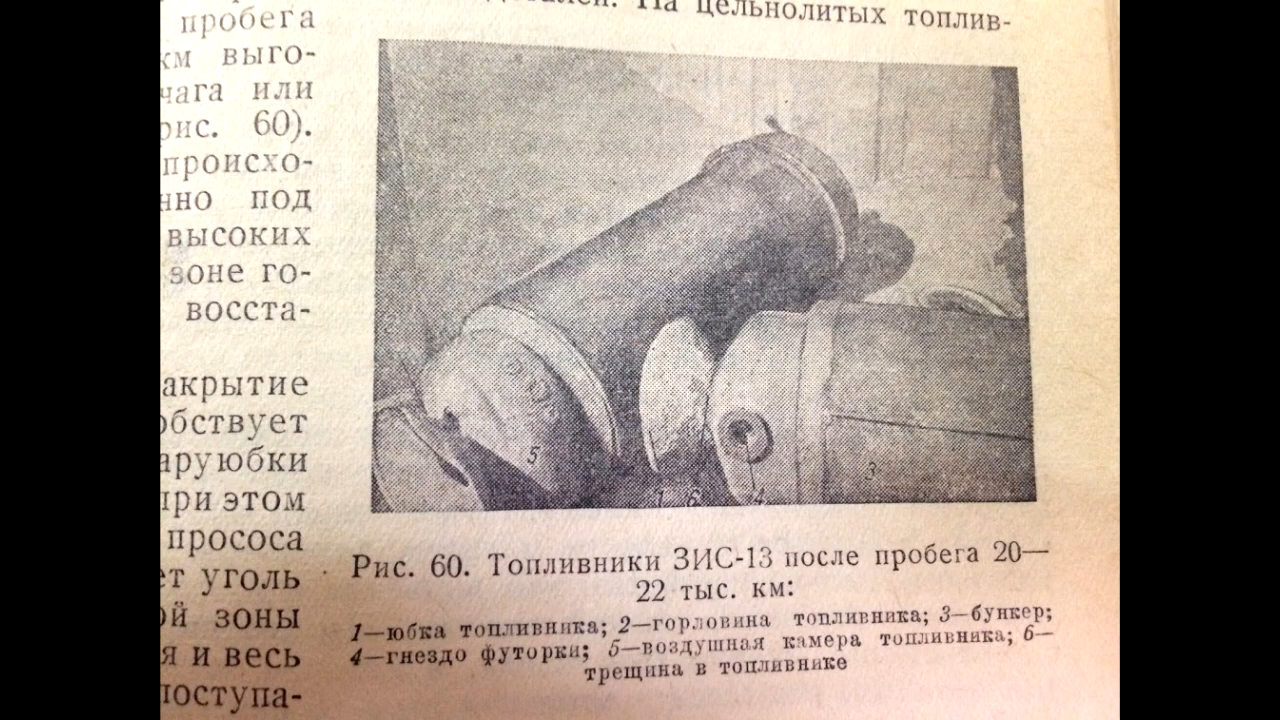 пробега
км выго-
чага или
рис. 60).
происхо-
нно под
высоких
зоне го-
восста-
акрытие
обствует
ару юбки
при этом
прососа
ет уголь
ой зоны
я и весь
поступа-
На цельнолитых топлив-
5
1 6 4
3
Рис. 60. Топливники ЗИС-13 после пробега 20—
22 тыс. км:
1—юбка топливника; 2—горловина топливника; 3—бункер;
4—гнездо футорки; 5—воздушная камера топливника; 6—
трещина в топливнике